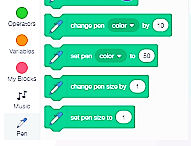 Operators
Variables
My Blocks
Music
Pen
change pen color by 10
set pen color to 50
change pen size by 1
set pen size to 1